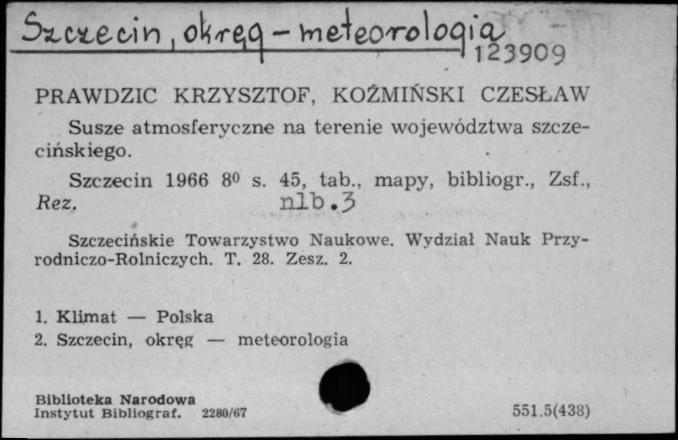 Szczecin, okręg - meteorologia
123909
PRAWDZIC KRZYSZTOF, KOŹMIŃSKI CZESŁAW
Susze atmosferyczne na terenie województwa szcze-
cińskiego.
Szczecin 1966 8⁰ s. 45, tab., mapy, bibliogr., Zsf.,
Rez. nlb.3
Szczecińskie Towarzystwo Naukowe. Wydział Nauk Przy-
rodniczo-Rolniczych. T. 28. Zesz. 2.
1. Klimat — Polska
2. Szczecin, okręg — meteorologia
Biblioteka Narodowa
Instytut Bibliograf. 2280/67 551.5(438)